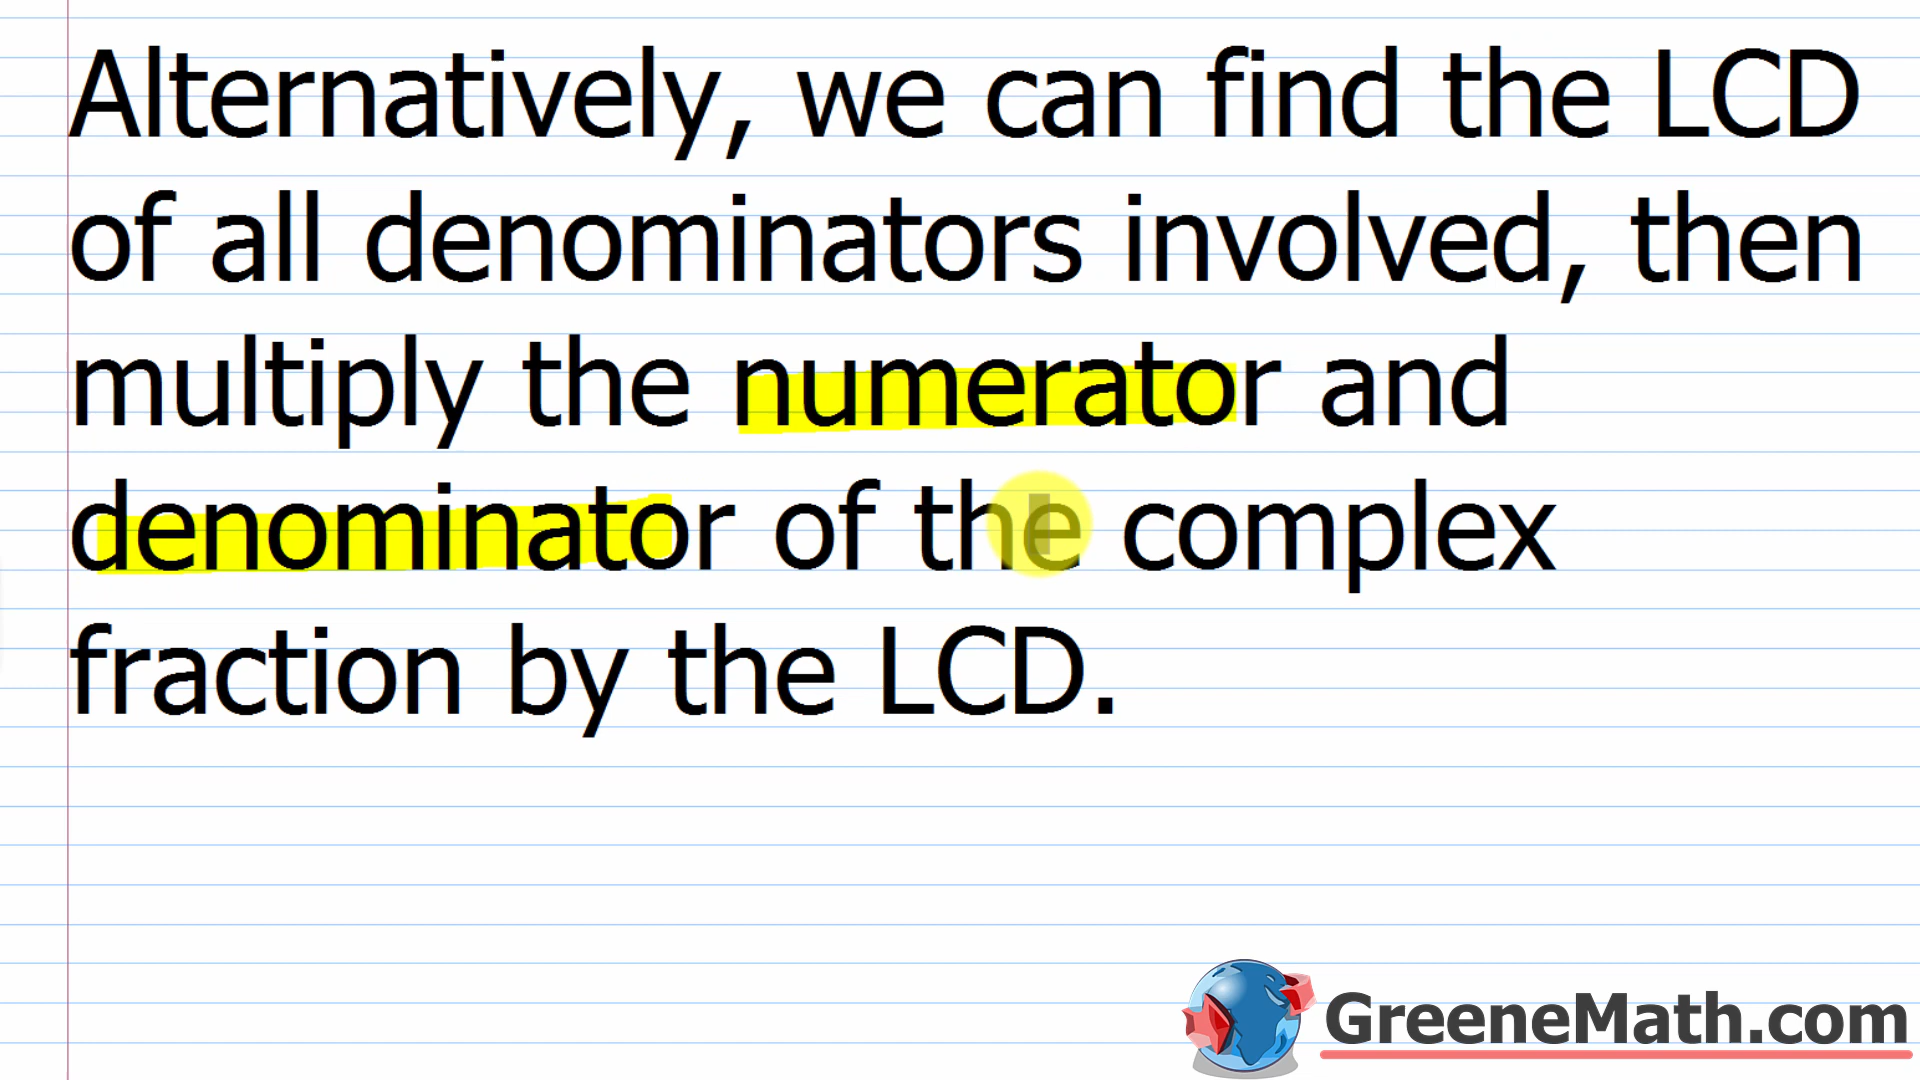 Alternatively, we can find the LCD
of all denominators involved, then
multiply the numerator and
denominator of the complex
fraction by the LCD.
GreeneMath.com